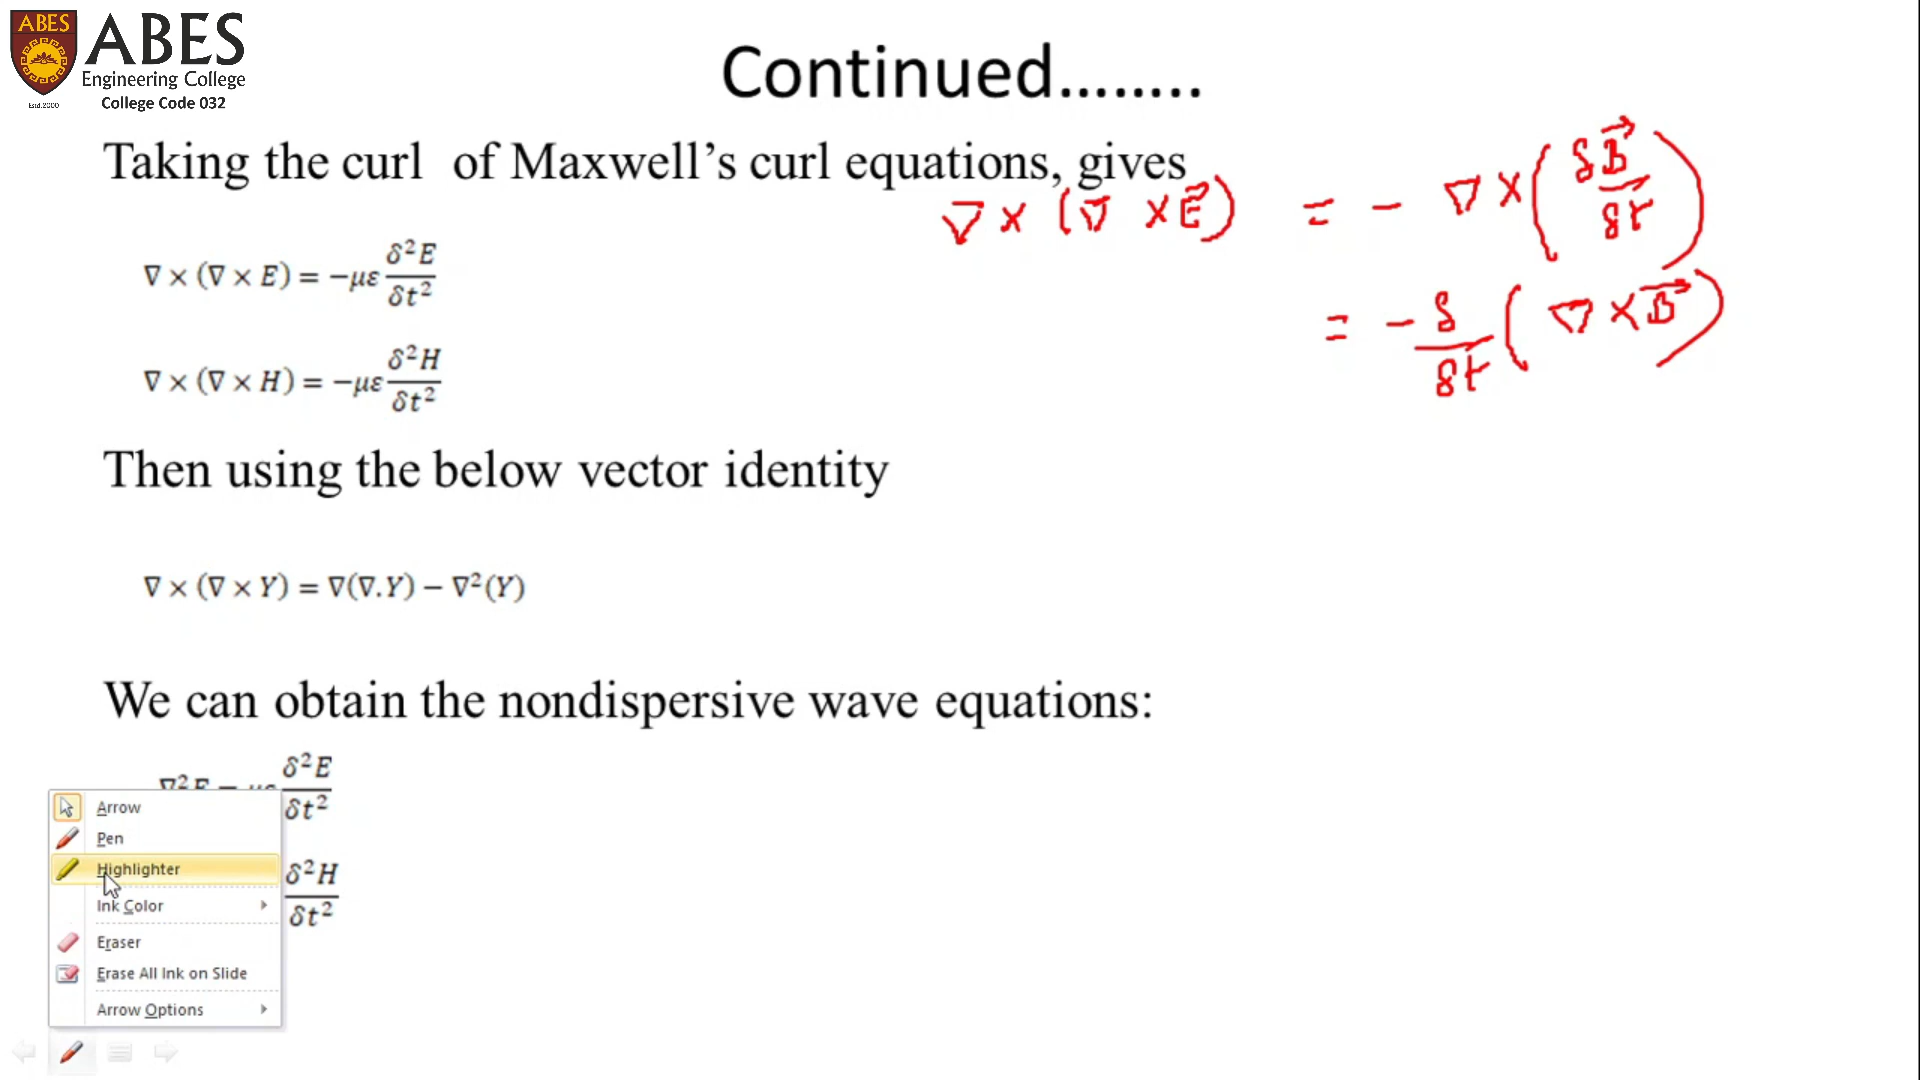 ABES
ABES
Engineering College
College Code 032
Estd.2000
Continued........
Taking the curl of Maxwell’s curl equations, gives
∇ × (∇ × E⃗) = - ∇ × (δB⃗/δt)
= - δ/δt (∇ × B⃗)
∇ × (∇ × E) = −με δ²E/δt²
∇ × (∇ × H) = −με δ²H/δt²
Then using the below vector identity
∇ × (∇ × Y) = ∇(∇.Y) − ∇²(Y)
We can obtain the nondispersive wave equations:
δ²E/δt²
δ²H/δt²
Arrow
Pen
Highlighter
Ink Color
Eraser
Erase All Ink on Slide
Arrow Options